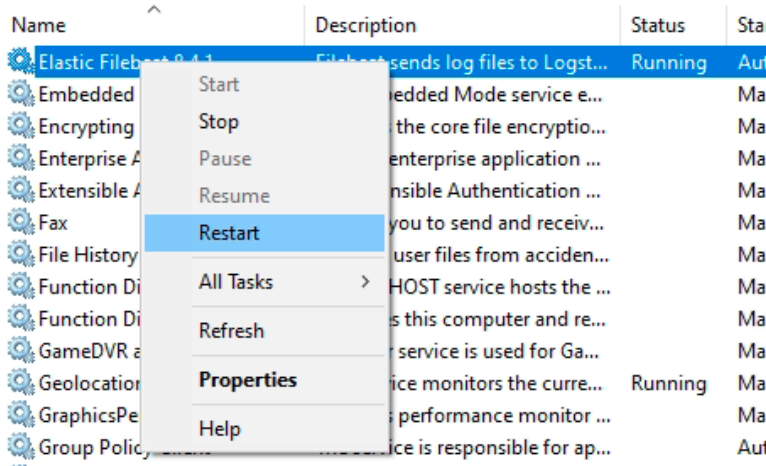 Name Description Status Sta
Elastic Filebeat 8.4.1 Filebeat sends log files to Logst... Running Aut
Embedded bedded Mode service e... Ma
Encrypting the core file encryptio... Ma
Enterprise A enterprise application ... Ma
Extensible A nsible Authentication ... Ma
Fax you to send and receiv... Ma
File History user files from acciden... Ma
Function Di HOST service hosts the ... Ma
Function Di s this computer and re... Ma
GameDVR a service is used for Ga... Ma
Geolocation ice monitors the curre... Running Ma
GraphicsPe performance monitor ... Ma
Group Policy Client The service is responsible for ap... Aut
Start
Stop
Pause
Resume
Restart
All Tasks
Refresh
Properties
Help